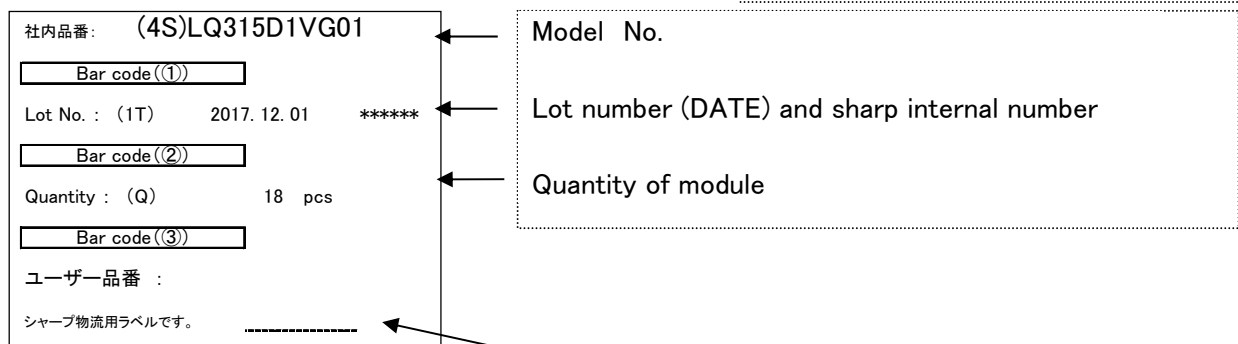 社内品番: (4S)LQ315D1VG01
Model No.
Bar code(①)
Lot No. : (1T) 2017. 12. 01 ******
Lot number (DATE) and sharp internal number
Bar code(②)
Quantity : (Q) 18 pcs
Quantity of module
Bar code(③)
ユーザー品番 :
シャープ物流用ラベルです。